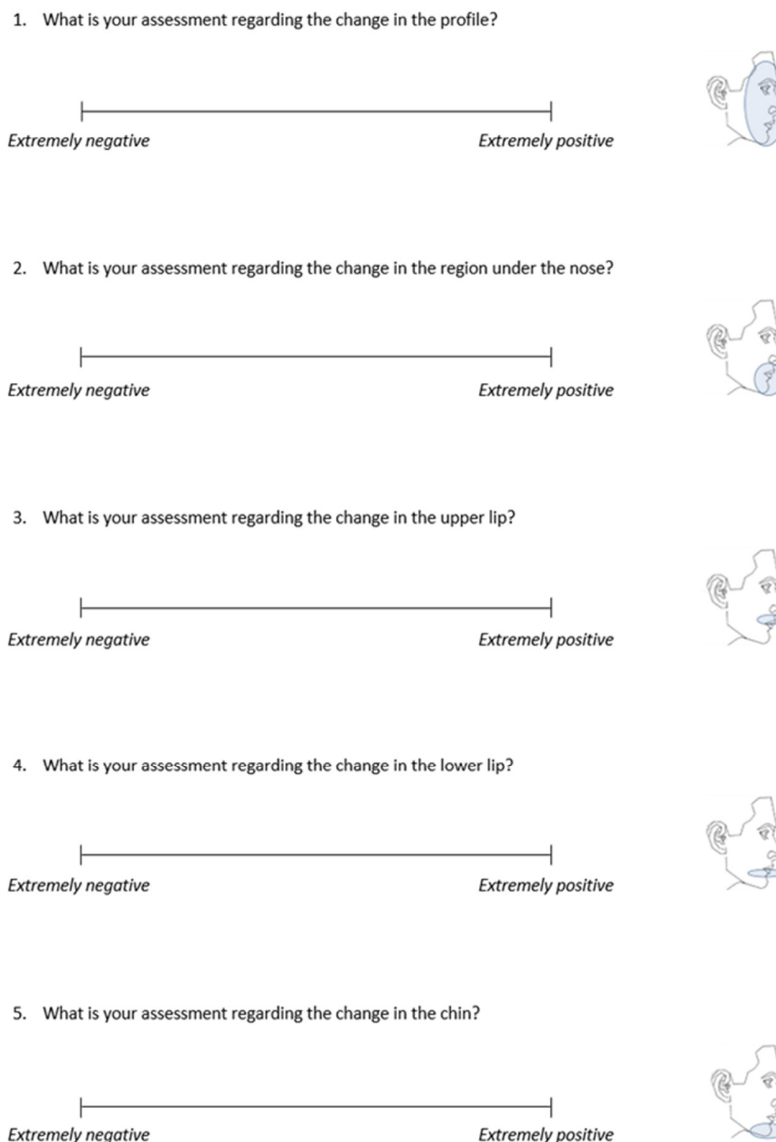 1. What is your assessment regarding the change in the profile?
Extremely negative Extremely positive
2. What is your assessment regarding the change in the region under the nose?
Extremely negative Extremely positive
3. What is your assessment regarding the change in the upper lip?
Extremely negative Extremely positive
4. What is your assessment regarding the change in the lower lip?
Extremely negative Extremely positive
5. What is your assessment regarding the change in the chin?
Extremely negative Extremely positive